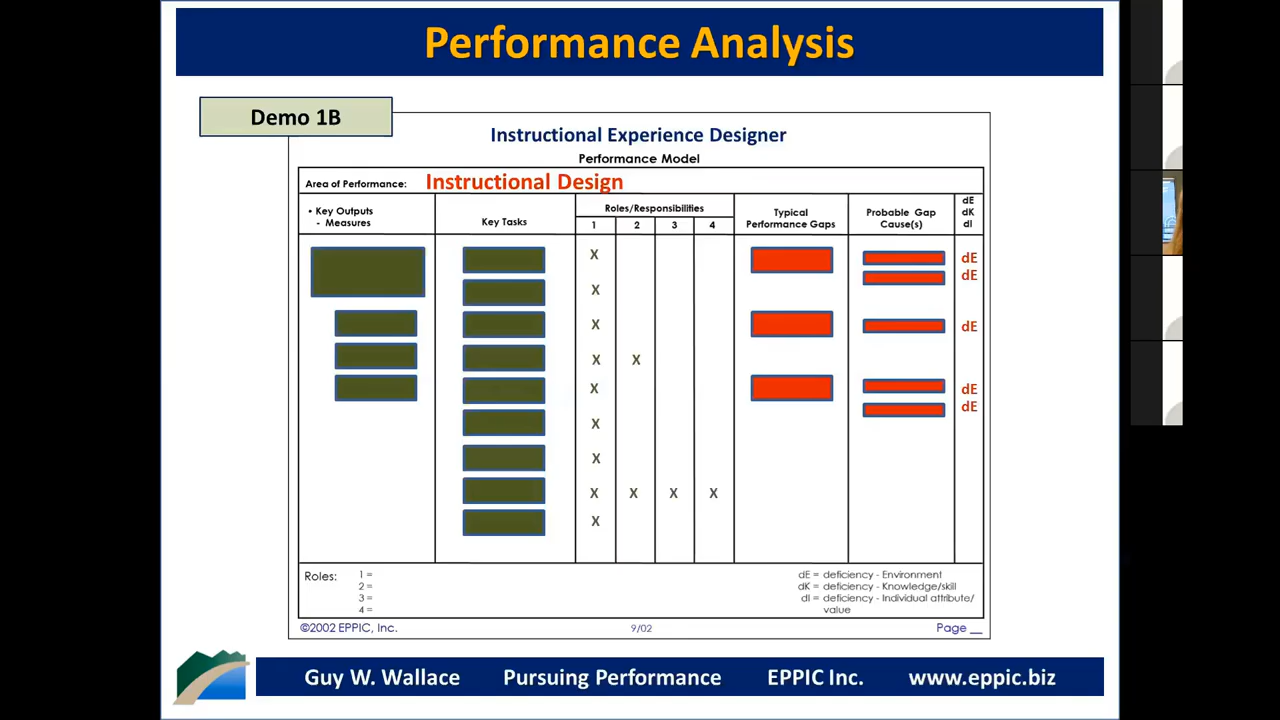 Performance Analysis
Demo 1B
Instructional Experience Designer
Performance Model
Area of Performance: Instructional Design
• Key Outputs
- Measures
Key Tasks
Roles/Responsibilities
1 2 3 4
Typical
Performance Gaps
Probable Gap
Cause(s)
dE
dK
dI
X
X
X
X X
X
X
X
X X X X
X
dE
dE
dE
dE
dE
Roles: 1 =
2 =
3 =
4 =
dE = deficiency - Environment
dK = deficiency - Knowledge/skill
dI = deficiency - Individual attribute/
value
©2002 EPPIC, Inc. 9/02 Page __
Guy W. Wallace Pursuing Performance EPPIC Inc. www.eppic.biz